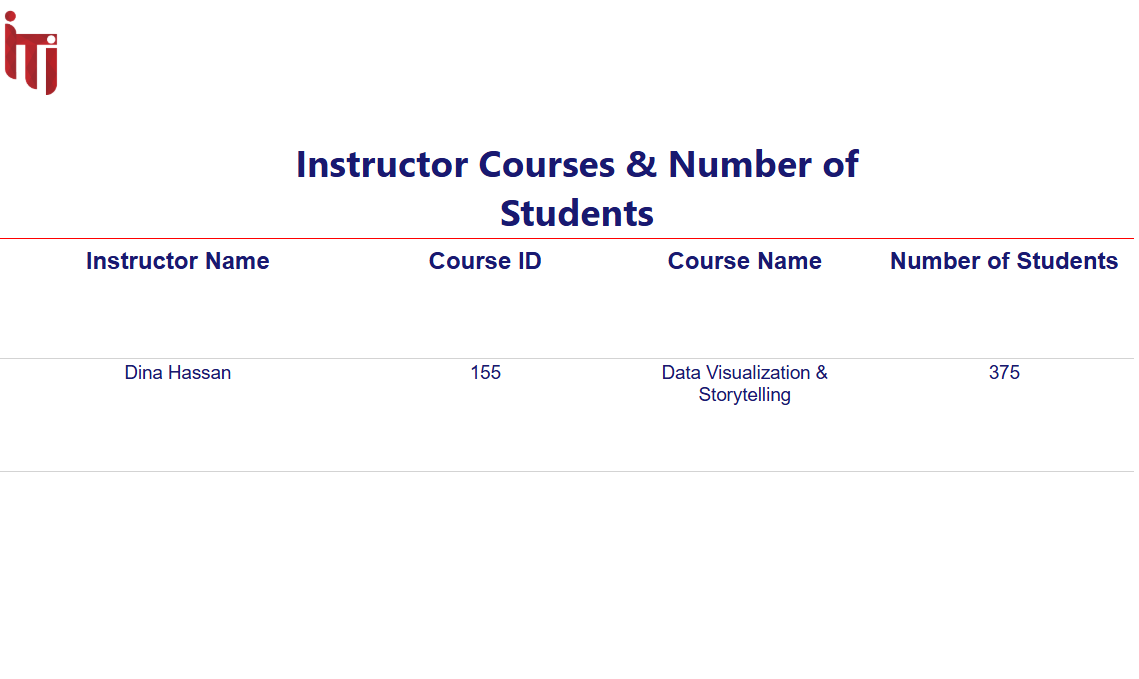 iTi
Instructor Courses & Number of
Students
Instructor Name Course ID Course Name Number of Students
Dina Hassan 155 Data Visualization & 375
Storytelling